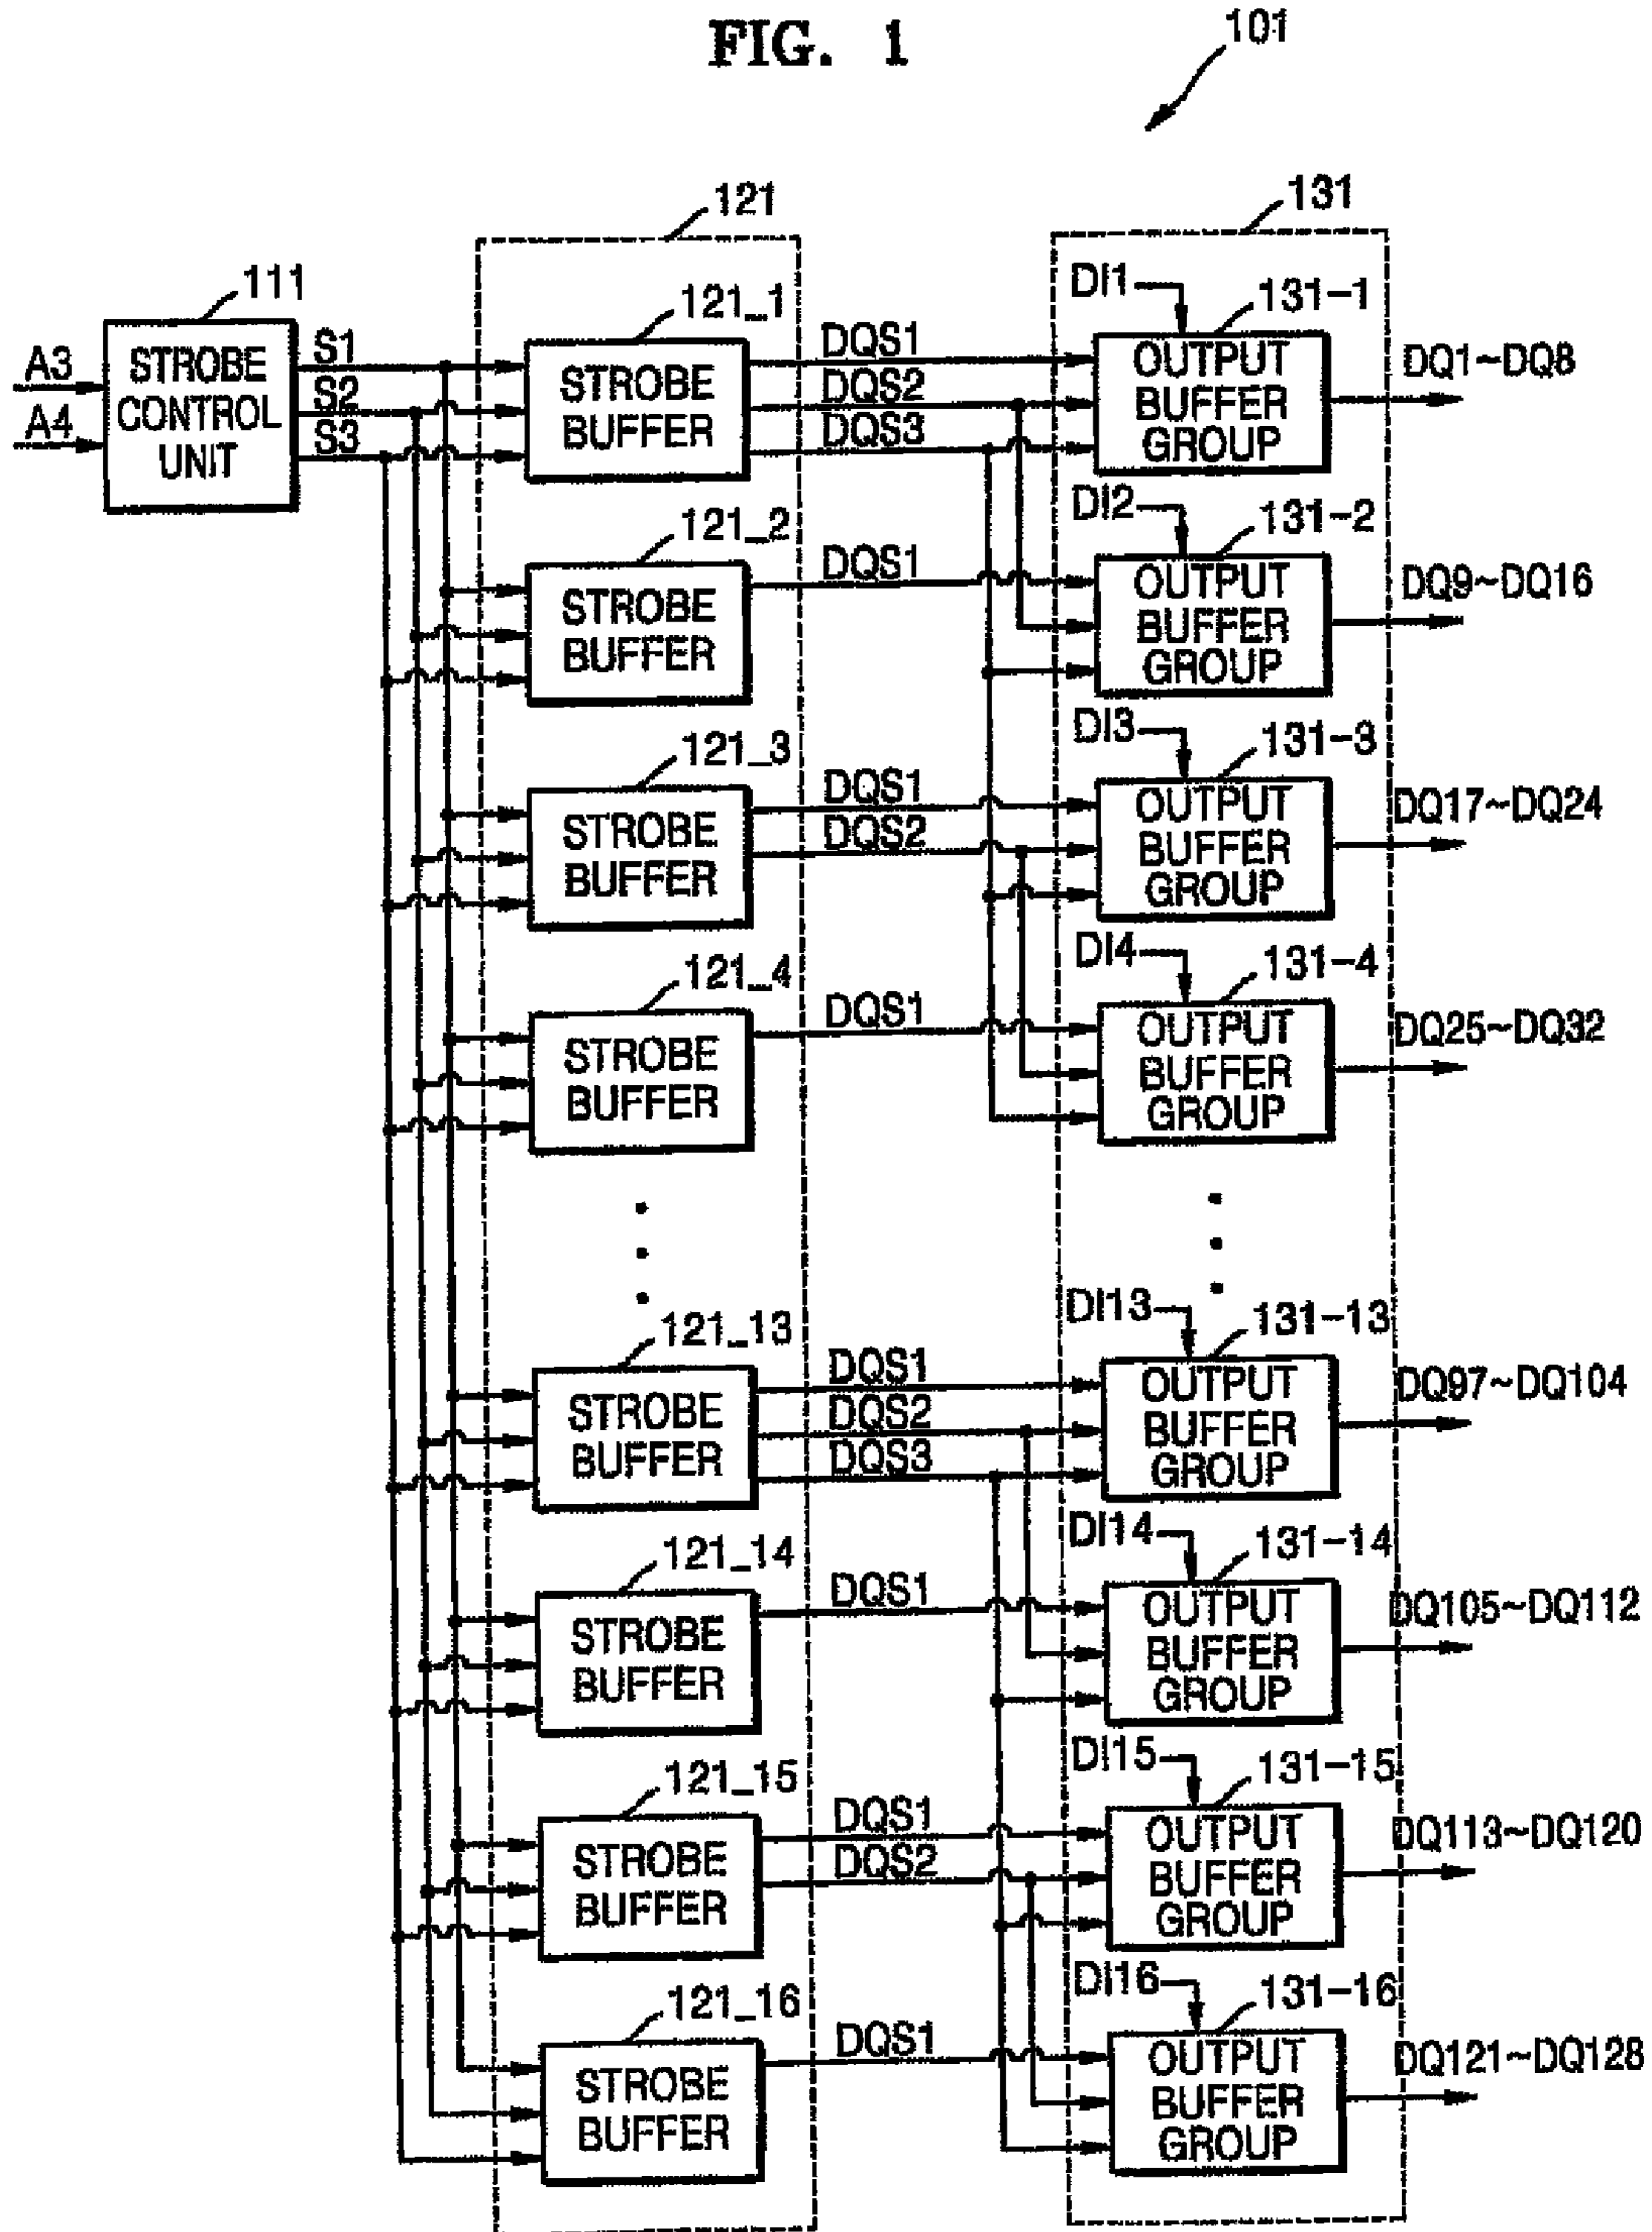 FIG. 1
101
121
131
111
A3
A4
STROBE
CONTROL
UNIT
S1
S2
S3
121_1
STROBE
BUFFER
DQS1
DQS2
DQS3
DI1
131-1
OUTPUT
BUFFER
GROUP
DQ1~DQ8
121_2
STROBE
BUFFER
DQS1
DI2
131-2
OUTPUT
BUFFER
GROUP
DQ9~DQ16
121_3
STROBE
BUFFER
DQS1
DQS2
DI3
131-3
OUTPUT
BUFFER
GROUP
DQ17~DQ24
121_4
STROBE
BUFFER
DQS1
DI4
131-4
OUTPUT
BUFFER
GROUP
DQ25~DQ32
121_13
STROBE
BUFFER
DQS1
DQS2
DQS3
DI13
131-13
OUTPUT
BUFFER
GROUP
DQ97~DQ104
121_14
STROBE
BUFFER
DQS1
DI14
131-14
OUTPUT
BUFFER
GROUP
DQ105~DQ112
121_15
STROBE
BUFFER
DQS1
DQS2
DI15
131-15
OUTPUT
BUFFER
GROUP
DQ113~DQ120
121_16
STROBE
BUFFER
DQS1
DI16
131-16
OUTPUT
BUFFER
GROUP
DQ121~DQ128